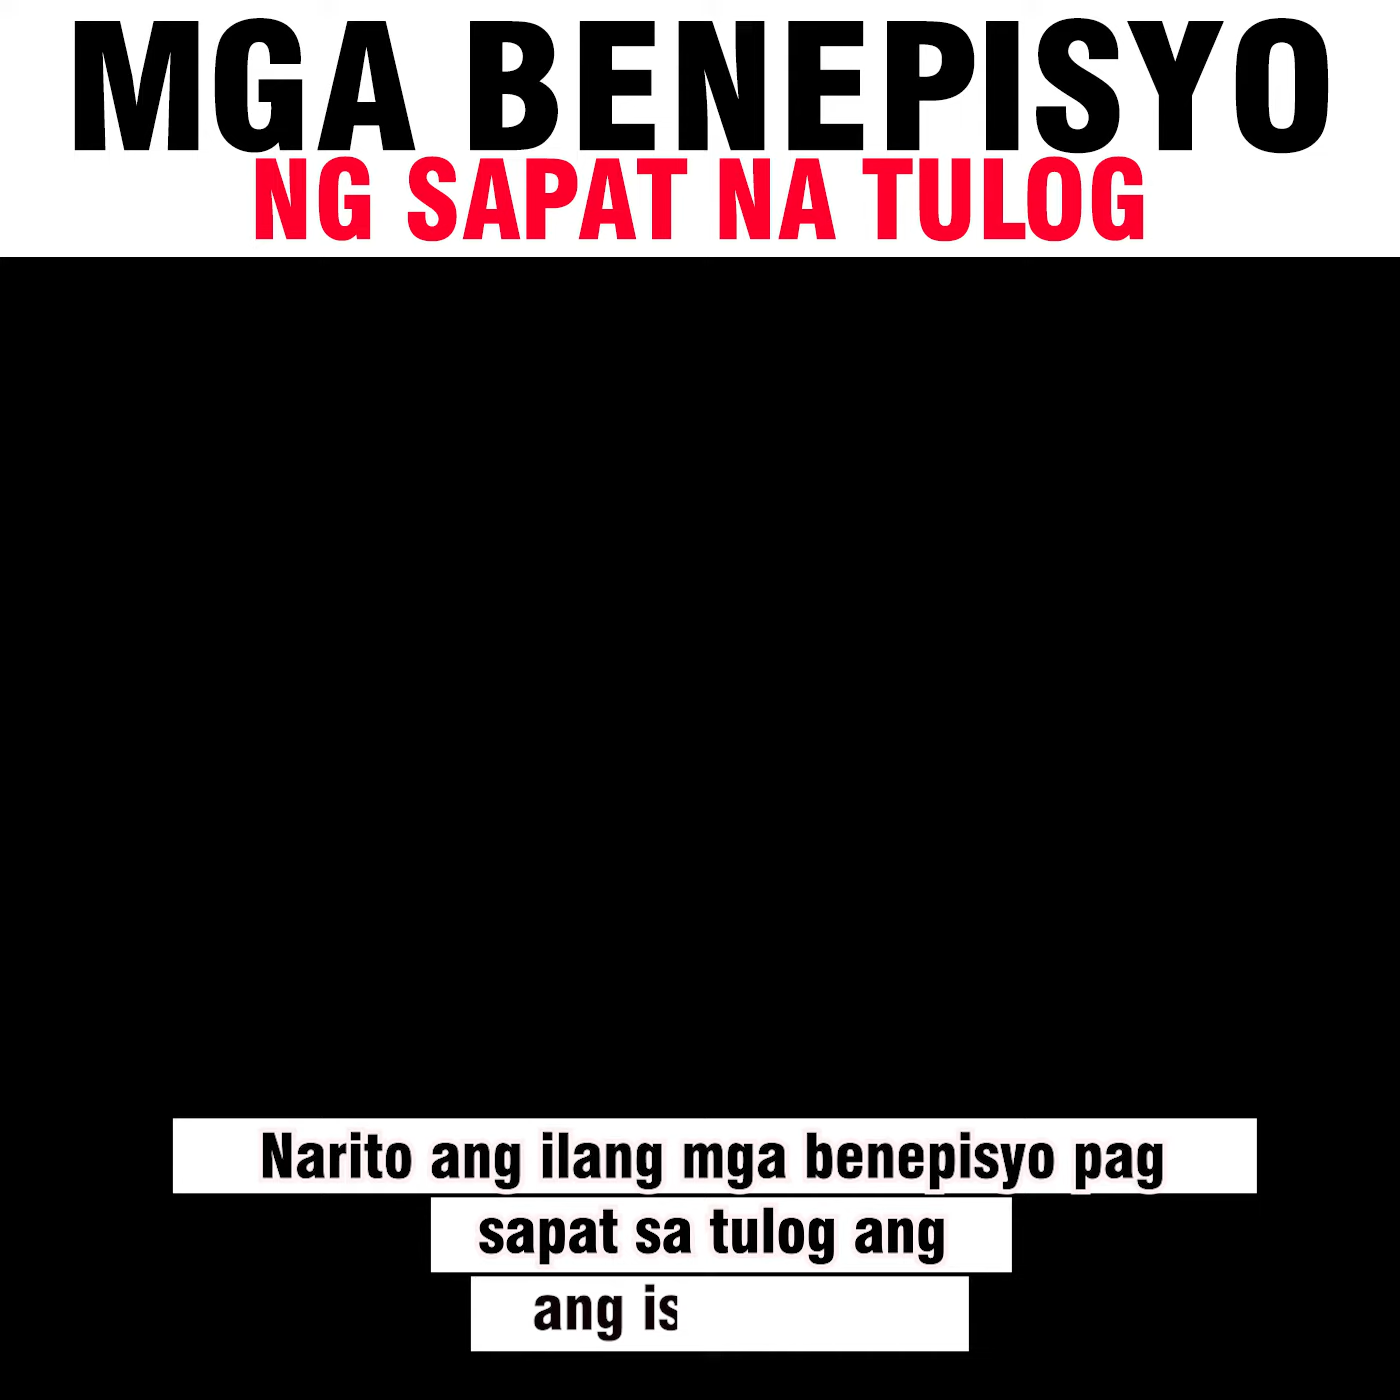 MGA BENEPISYO
NG SAPAT NA TULOG
Narito ang ilang mga benepisyo pag
sapat sa tulog ang
ang is